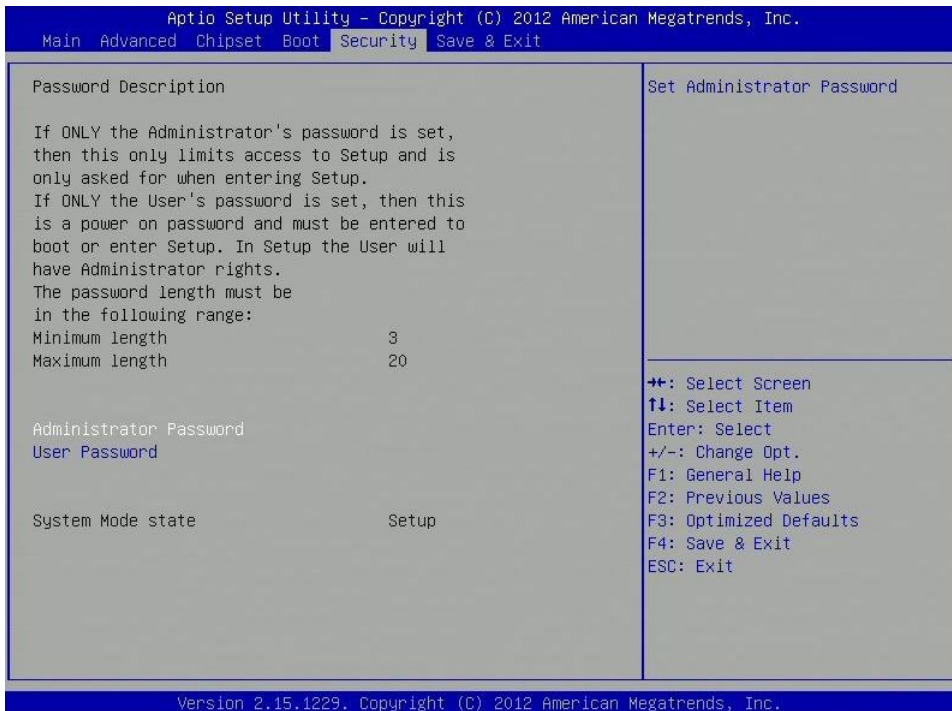 Aptio Setup Utility – Copyright (C) 2012 American Megatrends, Inc.
Main Advanced Chipset Boot Security Save & Exit
Password Description
If ONLY the Administrator's password is set,
then this only limits access to Setup and is
only asked for when entering Setup.
If ONLY the User's password is set, then this
is a power on password and must be entered to
boot or enter Setup. In Setup the User will
have Administrator rights.
The password length must be
in the following range:
Minimum length 3
Maximum length 20
Administrator Password
User Password
System Mode state Setup
Set Administrator Password
→←: Select Screen
↑↓: Select Item
Enter: Select
+/-: Change Opt.
F1: General Help
F2: Previous Values
F3: Optimized Defaults
F4: Save & Exit
ESC: Exit
Version 2.15.1229. Copyright (C) 2012 American Megatrends, Inc.